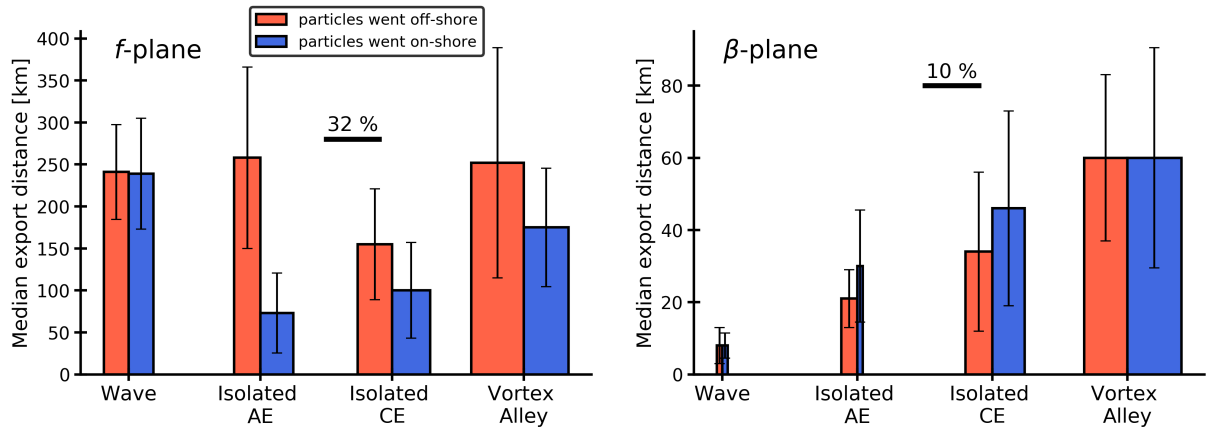 particles went off-shore
particles went on-shore
f-plane
Median export distance [km]
400
350
300
250
200
150
100
50
0
32 %
Wave
Isolated
AE
Isolated
CE
Vortex
Alley
β-plane
Median export distance [km]
80
60
40
20
0
10 %
Wave
Isolated
AE
Isolated
CE
Vortex
Alley